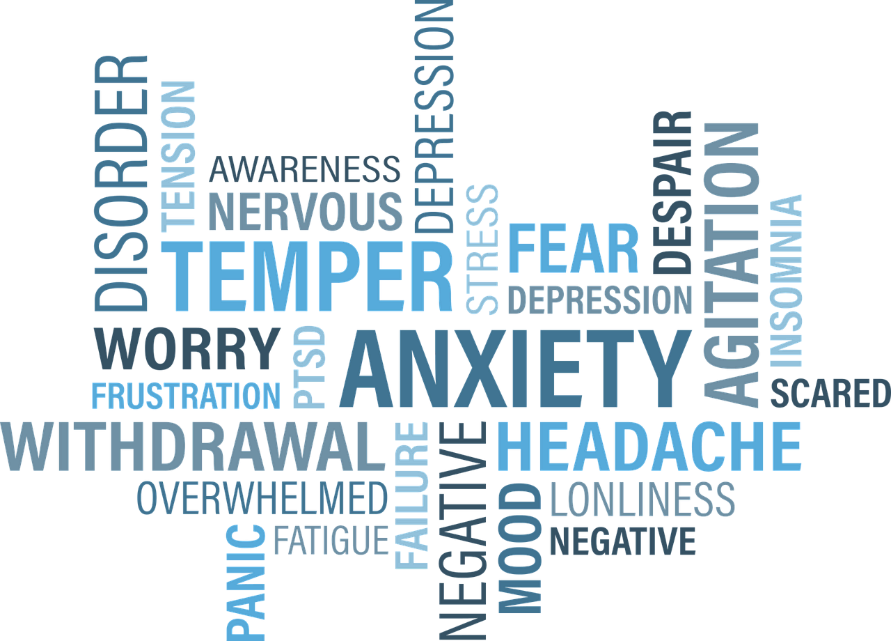 DISORDER
TENSION
AWARENESS
NERVOUS
TEMPER
DEPRESSION
STRESS
FEAR
DEPRESSION
DESPAIR
AGITATION
INSOMNIA
WORRY
FRUSTRATION
PTSD
ANXIETY
SCARED
WITHDRAWAL
OVERWHELMED
PANIC
FATIGUE
FAILURE
NEGATIVE
HEADACHE
MOOD
LONLINESS
NEGATIVE